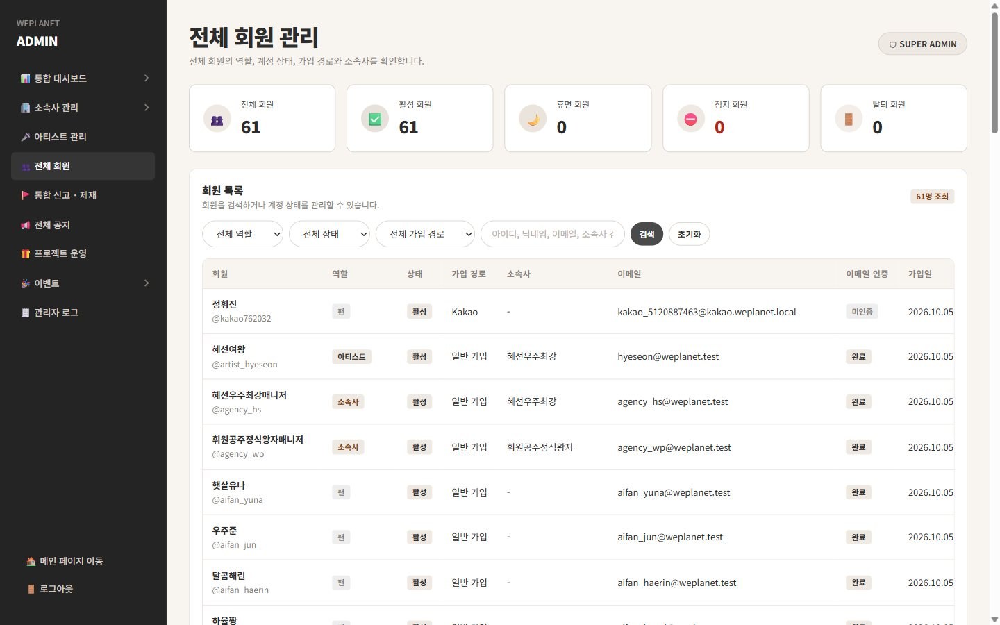 WEPLANET
ADMIN
통합 대시보드
소속사 관리
아티스트 관리
전체 회원
통합 신고 · 제재
전체 공지
프로젝트 운영
이벤트
관리자 로그
메인 페이지 이동
로그아웃
전체 회원 관리
전체 회원의 역할, 계정 상태, 가입 경로와 소속사를 확인합니다.
SUPER ADMIN
전체 회원
61
활성 회원
61
휴면 회원
0
정지 회원
0
탈퇴 회원
0
회원 목록
회원을 검색하거나 계정 상태를 관리할 수 있습니다.
61명 조회
전체 역할
전체 상태
전체 가입 경로
아이디, 닉네임, 이메일, 소속사
검색
초기화
회원 역할 상태 가입 경로 소속사 이메일 이메일 인증 가입일
정휘진
@kakao762032
팬 활성 Kakao - kakao_5120887463@kakao.weplanet.local 미인증 2026.10.05
혜선여왕
@artist_hyeseon
아티스트 활성 일반 가입 혜선우주최강 hyeseon@weplanet.test 완료 2026.10.05
혜선우주최강매니저
@agency_hs
소속사 활성 일반 가입 혜선우주최강 agency_hs@weplanet.test 완료 2026.10.05
휘원공주정식왕자매니저
@agency_wp
소속사 활성 일반 가입 휘원공주정식왕자 agency_wp@weplanet.test 완료 2026.10.05
햇살유나
@aifan_yuna
팬 활성 일반 가입 - aifan_yuna@weplanet.test 완료 2026.10.05
우주준
@aifan_jun
팬 활성 일반 가입 - aifan_jun@weplanet.test 완료 2026.10.05
달콤해린
@aifan_haerin
팬 활성 일반 가입 - aifan_haerin@weplanet.test 완료 2026.10.05
하율짱